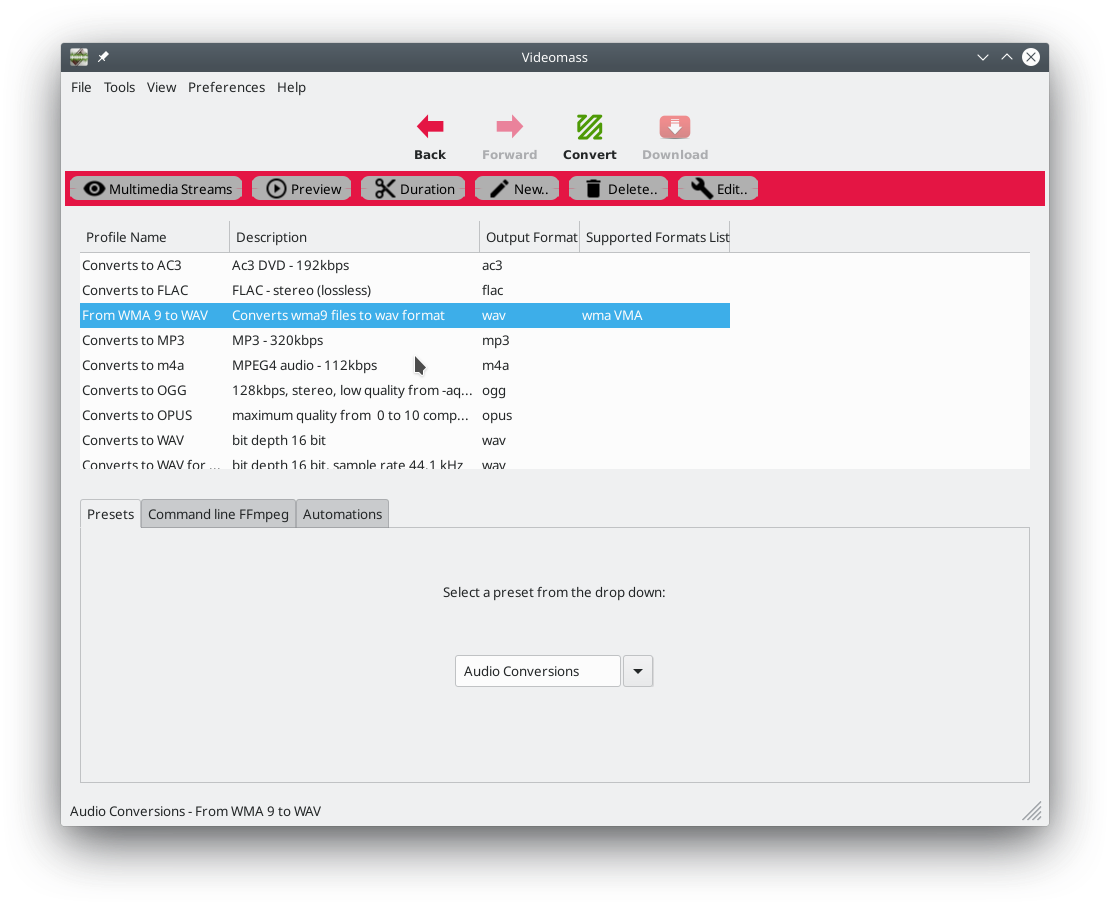 Videomass
File Tools View Preferences Help
Back Forward Convert Download
Multimedia Streams Preview Duration New.. Delete.. Edit..
Profile Name Description Output Format Supported Formats List
Converts to AC3 Ac3 DVD - 192kbps ac3
Converts to FLAC FLAC - stereo (lossless) flac
From WMA 9 to WAV Converts wma9 files to wav format wav wma VMA
Converts to MP3 MP3 - 320kbps mp3
Converts to m4a MPEG4 audio - 112kbps m4a
Converts to OGG 128kbps, stereo, low quality from -aq... ogg
Converts to OPUS maximum quality from  0 to 10 comp... opus
Converts to WAV bit depth 16 bit wav
Converts to WAV for ... bit depth 16 bit, sample rate 44.1 kHz wav
Presets Command line FFmpeg Automations
Select a preset from the drop down:
Audio Conversions
Audio Conversions - From WMA 9 to WAV